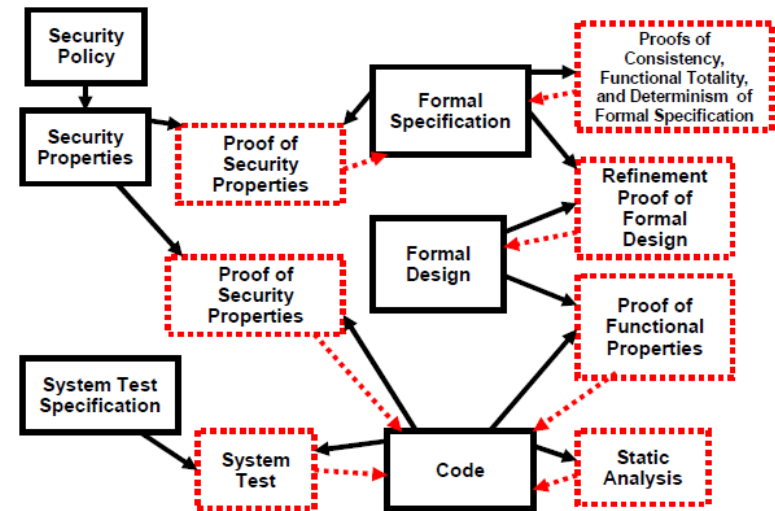 Security
Policy
Security
Properties
Proof of
Security
Properties
Formal
Specification
Proofs of
Consistency,
Functional Totality,
and Determinism of
Formal Specification
Refinement
Proof of
Formal
Design
Formal
Design
Proof of
Security
Properties
Proof of
Functional
Properties
System Test
Specification
System
Test
Code
Static
Analysis